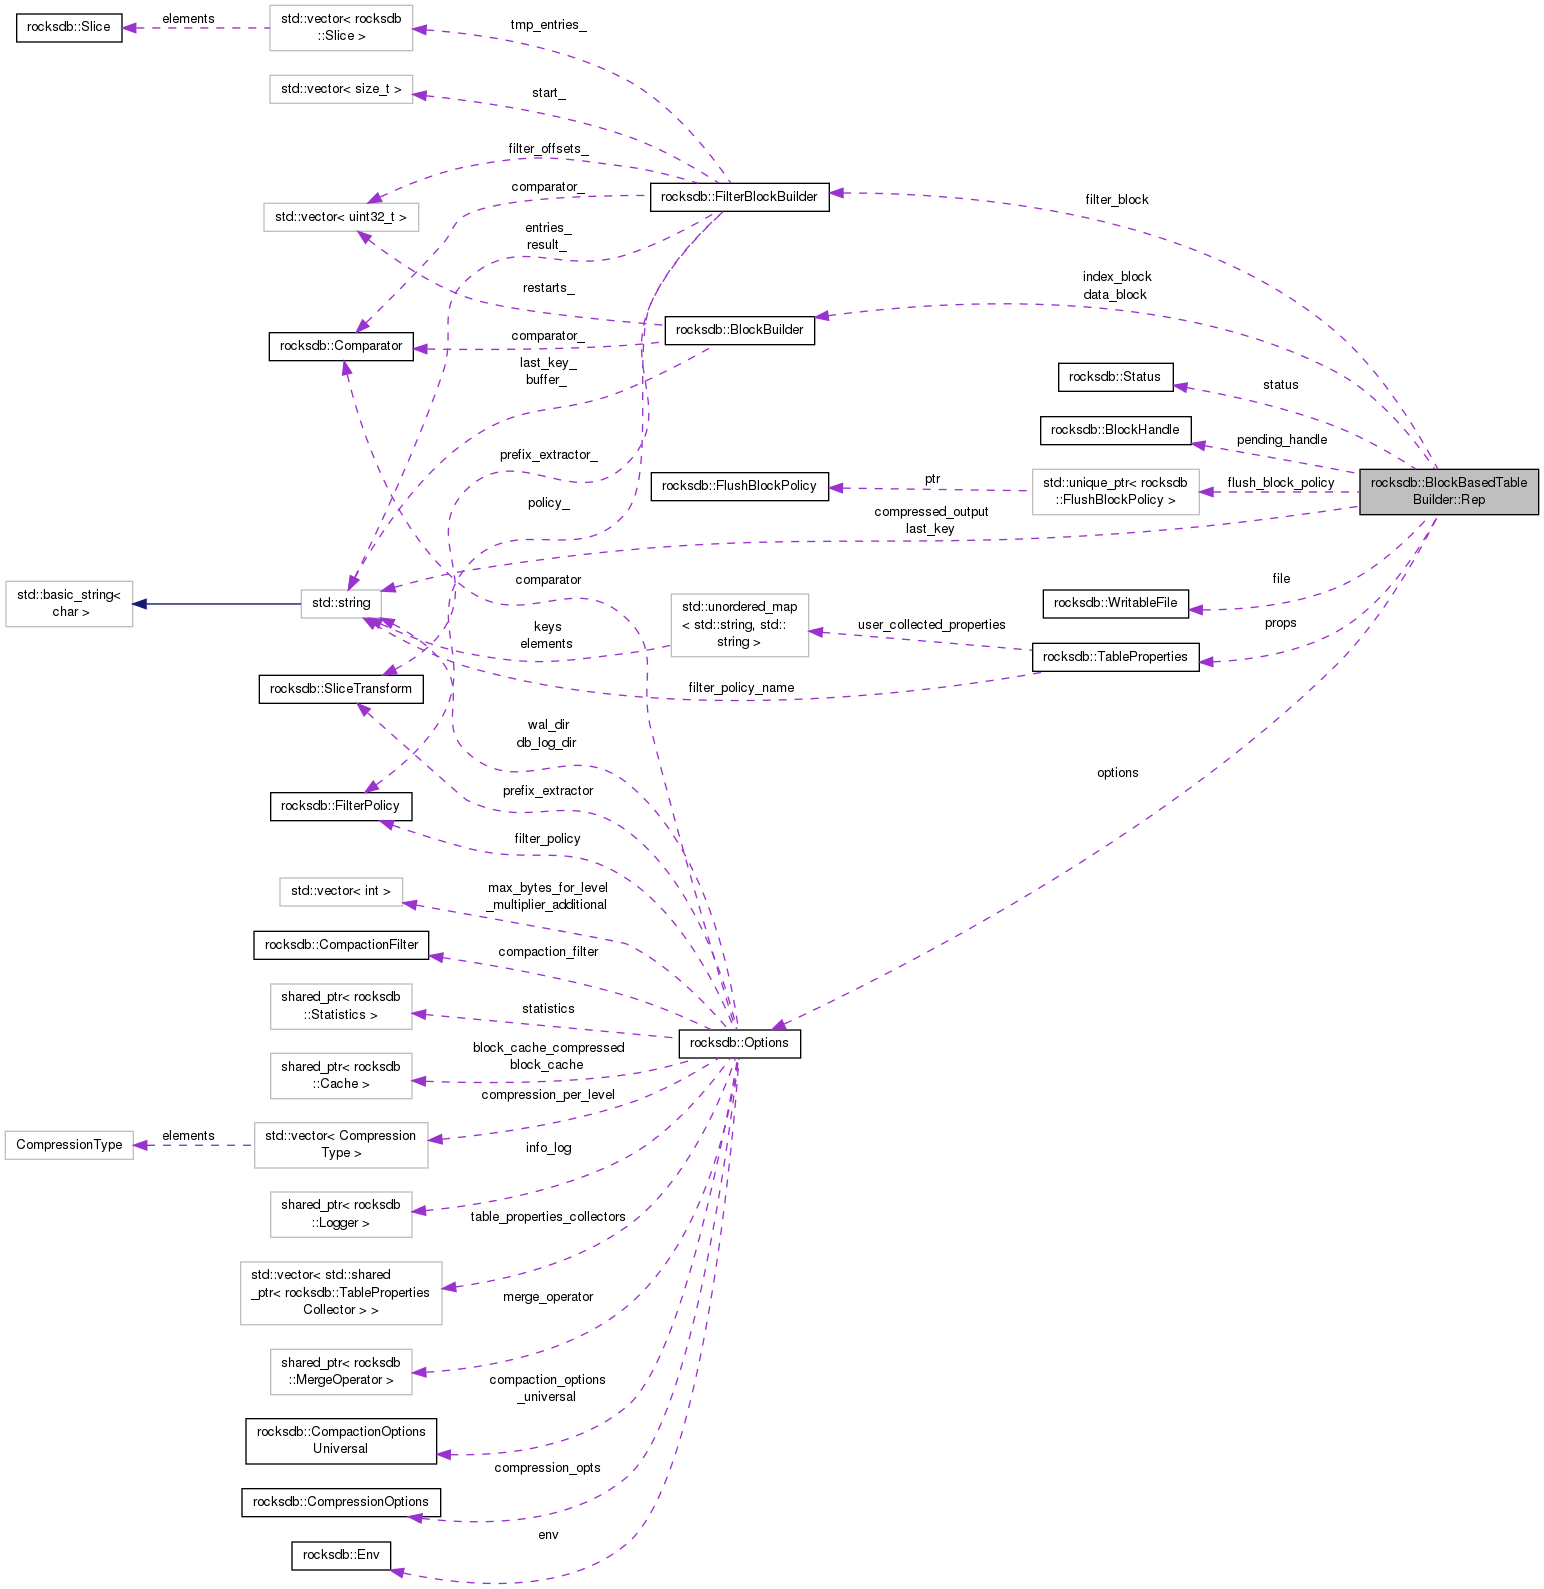 rocksdb::Slice
elements
std::vector< rocksdb
::Slice >
tmp_entries_
std::vector< size_t >
start_
filter_offsets_
std::vector< uint32_t >
comparator_
rocksdb::FilterBlockBuilder
filter_block
entries_
result_
restarts_
index_block
data_block
rocksdb::Comparator
comparator_
rocksdb::BlockBuilder
last_key_
buffer_
rocksdb::Status
status
rocksdb::BlockHandle
pending_handle
prefix_extractor_
policy_
rocksdb::FlushBlockPolicy
ptr
std::unique_ptr< rocksdb
::FlushBlockPolicy >
flush_block_policy
rocksdb::BlockBasedTable
Builder::Rep
compressed_output
last_key
std::basic_string<
char >
std::string
comparator
keys
elements
std::unordered_map
< std::string, std::
string >
user_collected_properties
rocksdb::WritableFile
file
rocksdb::TableProperties
props
rocksdb::SliceTransform
filter_policy_name
wal_dir
db_log_dir
options
rocksdb::FilterPolicy
prefix_extractor
filter_policy
std::vector< int >
max_bytes_for_level
_multiplier_additional
rocksdb::CompactionFilter
compaction_filter
shared_ptr< rocksdb
::Statistics >
statistics
rocksdb::Options
shared_ptr< rocksdb
::Cache >
block_cache_compressed
block_cache
compression_per_level
CompressionType
elements
std::vector< Compression
Type >
info_log
shared_ptr< rocksdb
::Logger >
table_properties_collectors
std::vector< std::shared
_ptr< rocksdb::TableProperties
Collector > >
merge_operator
shared_ptr< rocksdb
::MergeOperator >
compaction_options
_universal
rocksdb::CompactionOptions
Universal
compression_opts
rocksdb::CompressionOptions
env
rocksdb::Env